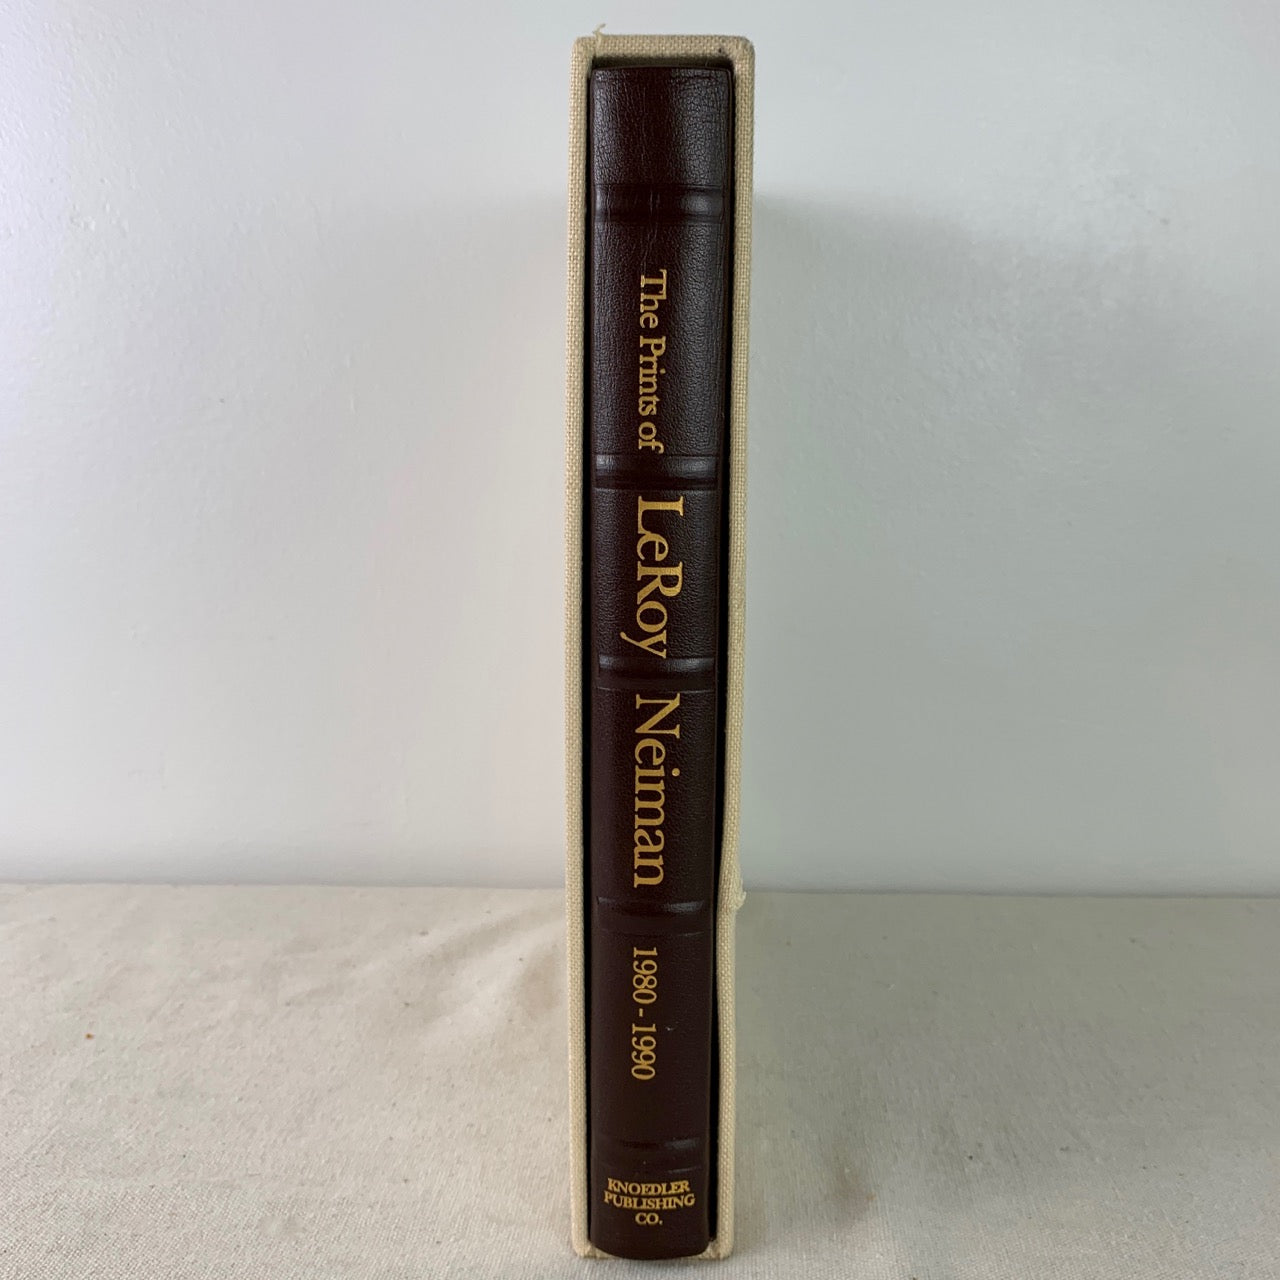 The Prints of LeRoy Neiman 1980 - 1990
KNOEDLER
PUBLISHING
CO.